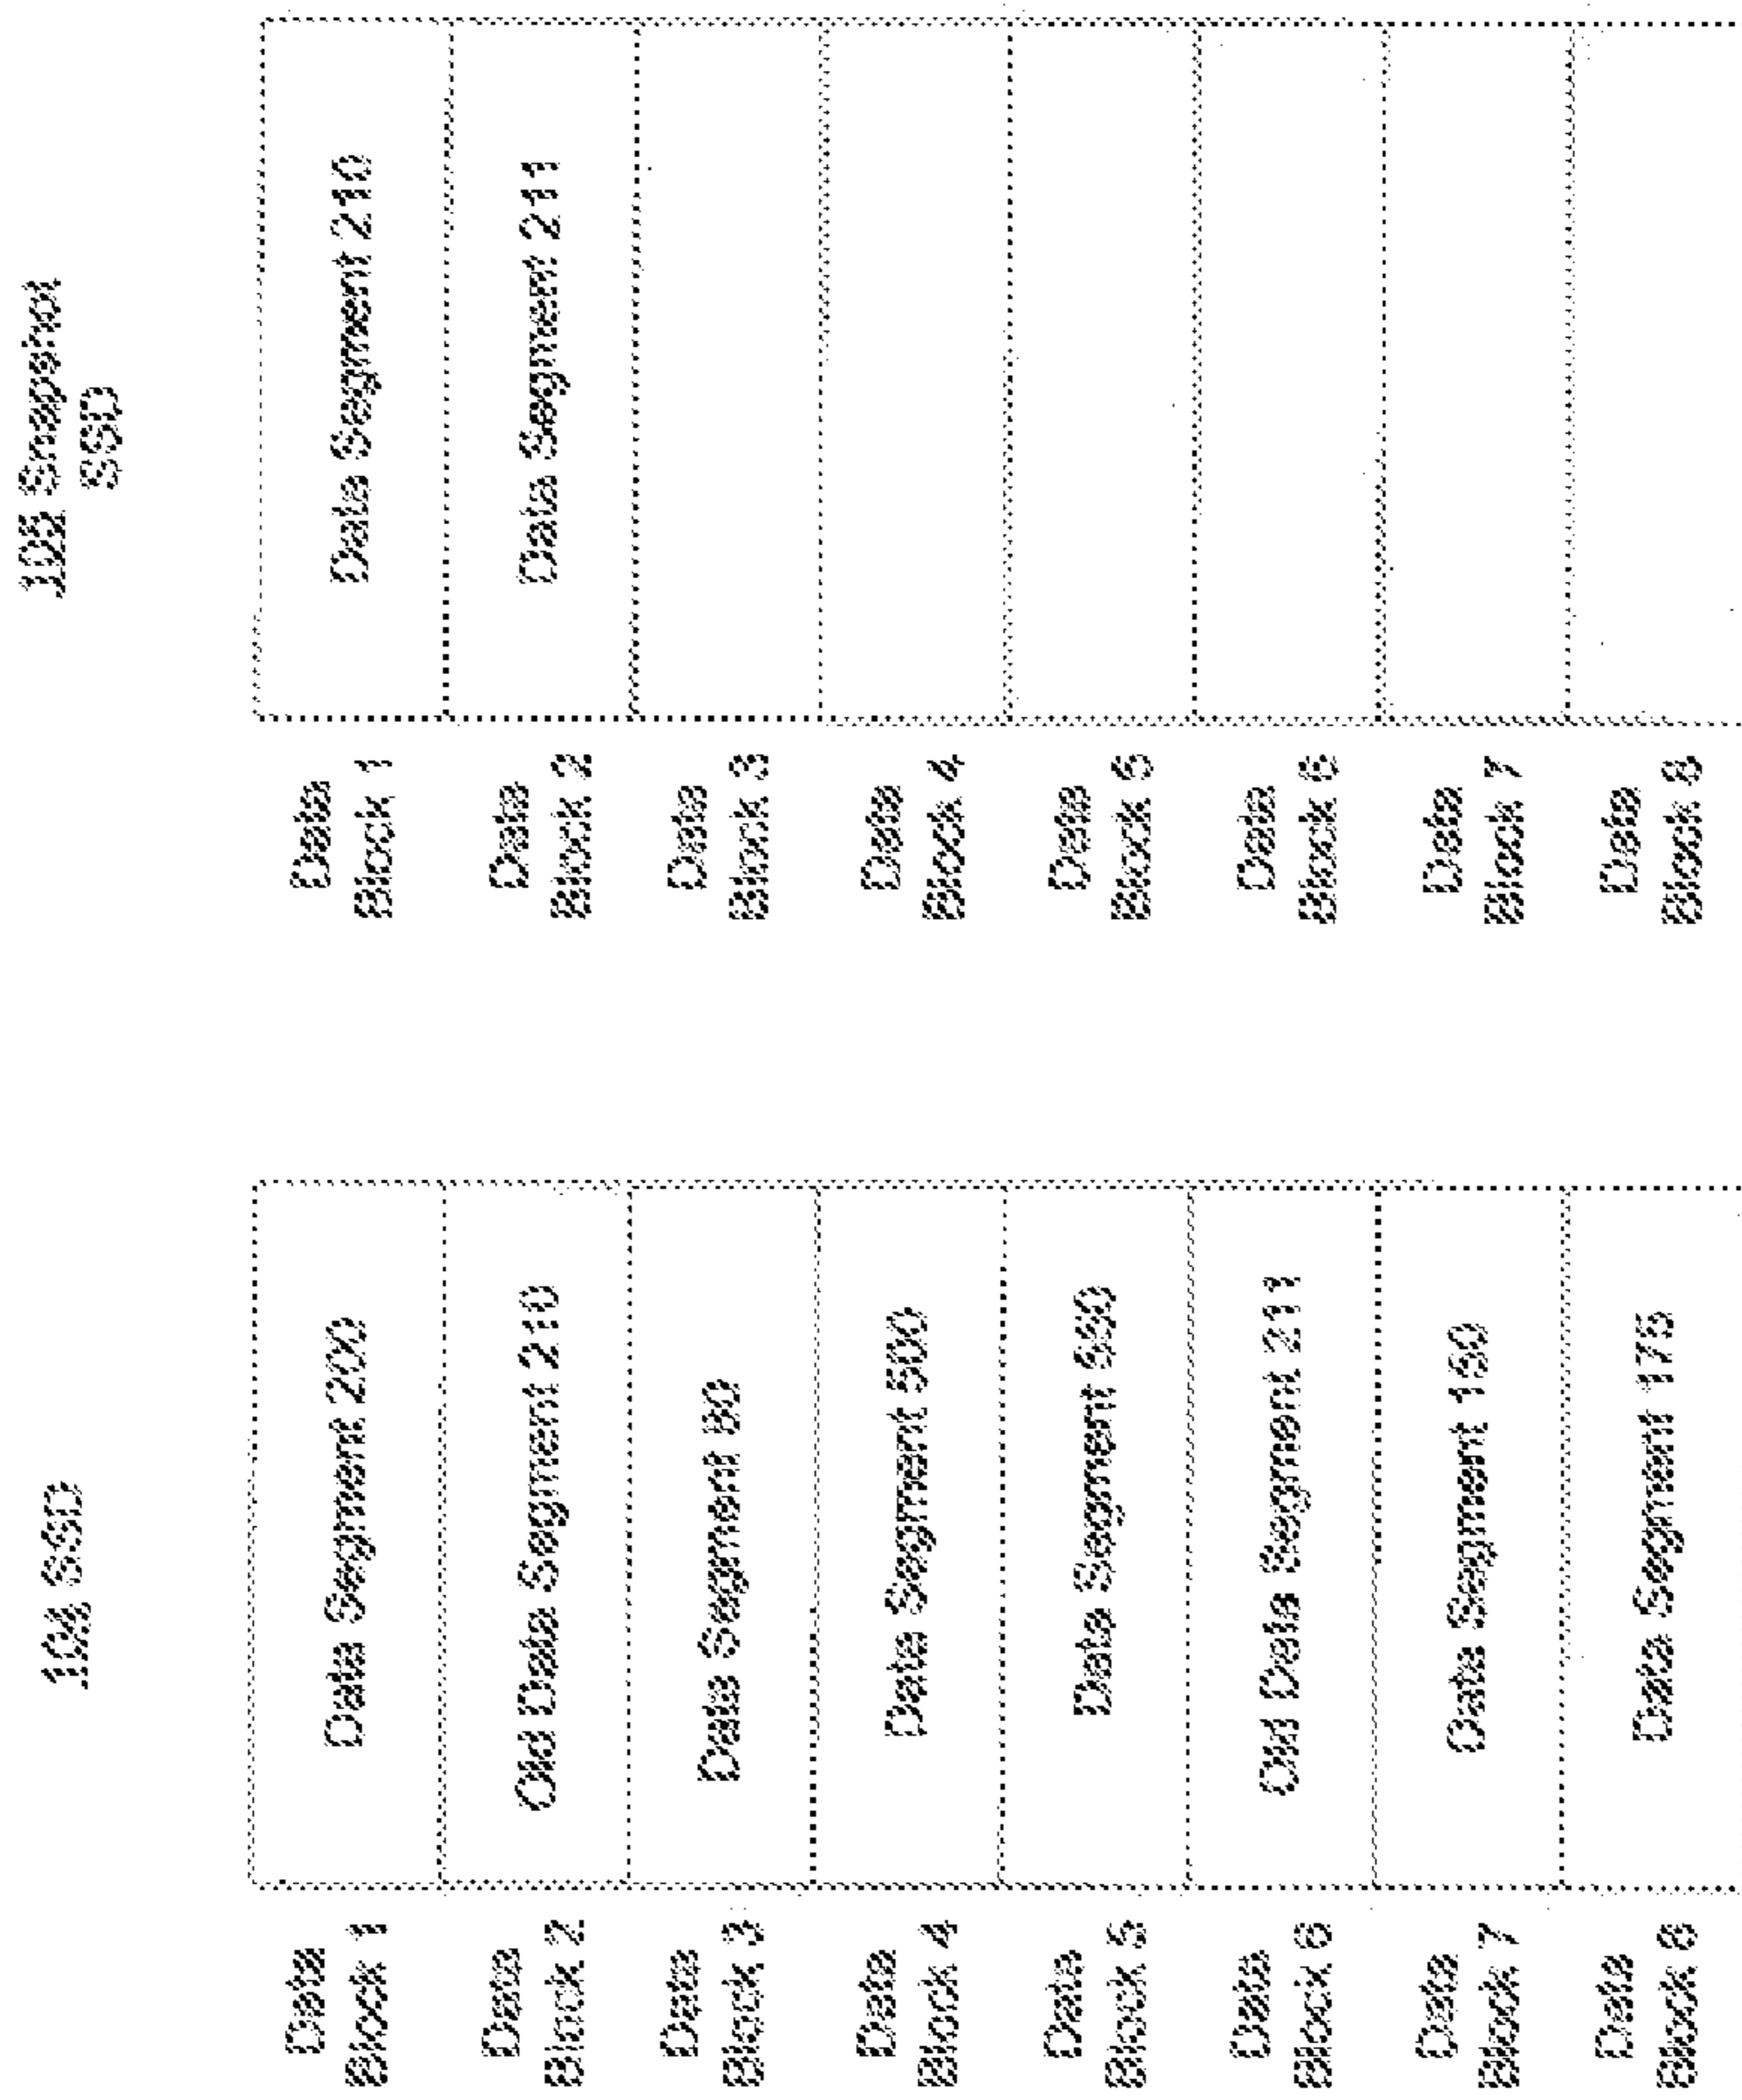 104 SSD
Data
Block 1
Data Segment 200
Data
Block 2
Old Data Segment 210
Data
Block 3
Data Segment 80
Data
Block 4
Data Segment 500
Data
Block 5
Data Segment
Data
Block 6
Old Data Segment 211
Data
Block 7
Data Segment
Data
Block 8
Data Segment 175
105 Snapshot
SSD
Data
Block 1
Data Segment 210
Data
Block 2
Data Segment 211
Data
Block 3
Data
Block 4
Data
Block 5
Data
Block 6
Data
Block 7
Data
Block 8